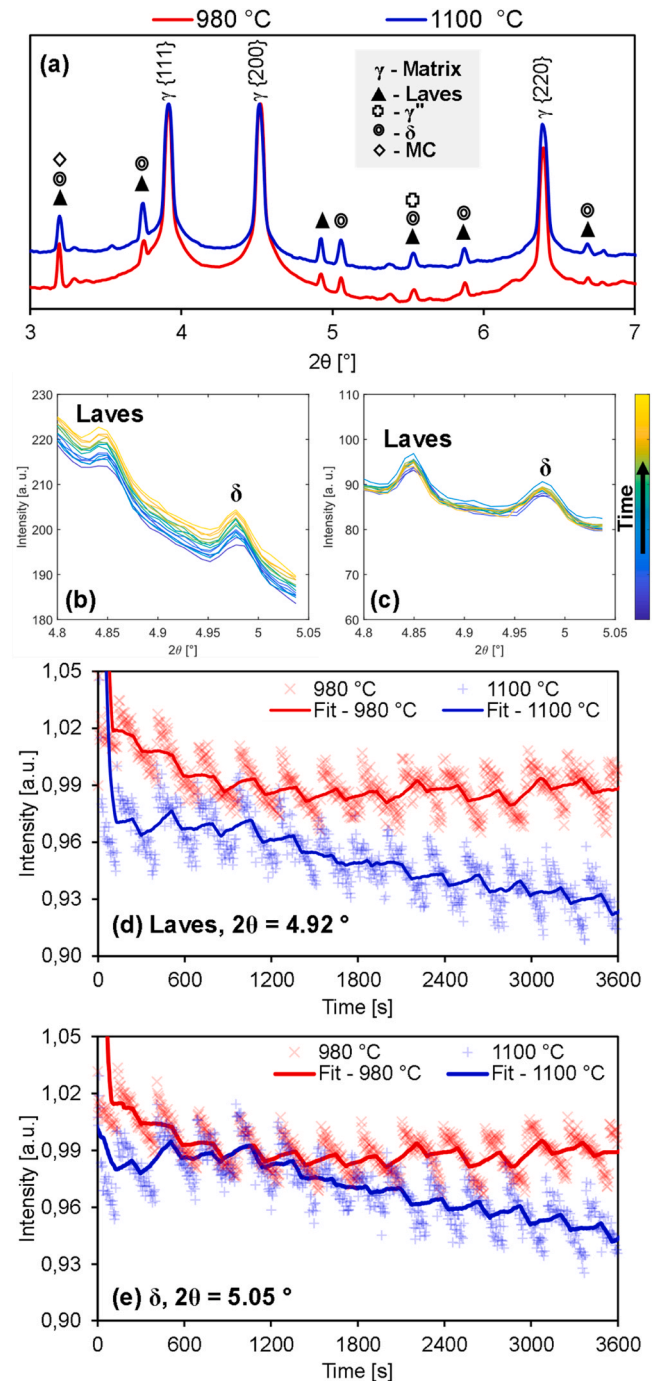 980 °C 1100 °C
(a)
γ {111}
γ {200}
γ {220}
γ - Matrix
▲ - Laves
✚ - γ"
◎ - δ
◇ - MC
3 4 5 6 7
2θ [°]
230
220
210
200
190
180
Intensity [a. u.]
Laves
δ
(b)
4.8 4.85 4.9 4.95 5 5.05
2θ [°]
110
100
90
80
70
60
Intensity [a. u.]
Laves
δ
(c)
4.8 4.85 4.9 4.95 5 5.05
2θ [°]
Time
1,05
1,02
0,99
0,96
0,93
0,90
Intensity [a.u.]
980 °C 1100 °C
Fit - 980 °C Fit - 1100 °C
(d) Laves, 2θ = 4.92 °
0 600 1200 1800 2400 3000 3600
Time [s]
1,05
1,02
0,99
0,96
0,93
0,90
Intensity [a.u.]
980 °C 1100 °C
Fit - 980 °C Fit - 1100 °C
(e) δ, 2θ = 5.05 °
0 600 1200 1800 2400 3000 3600
Time [s]